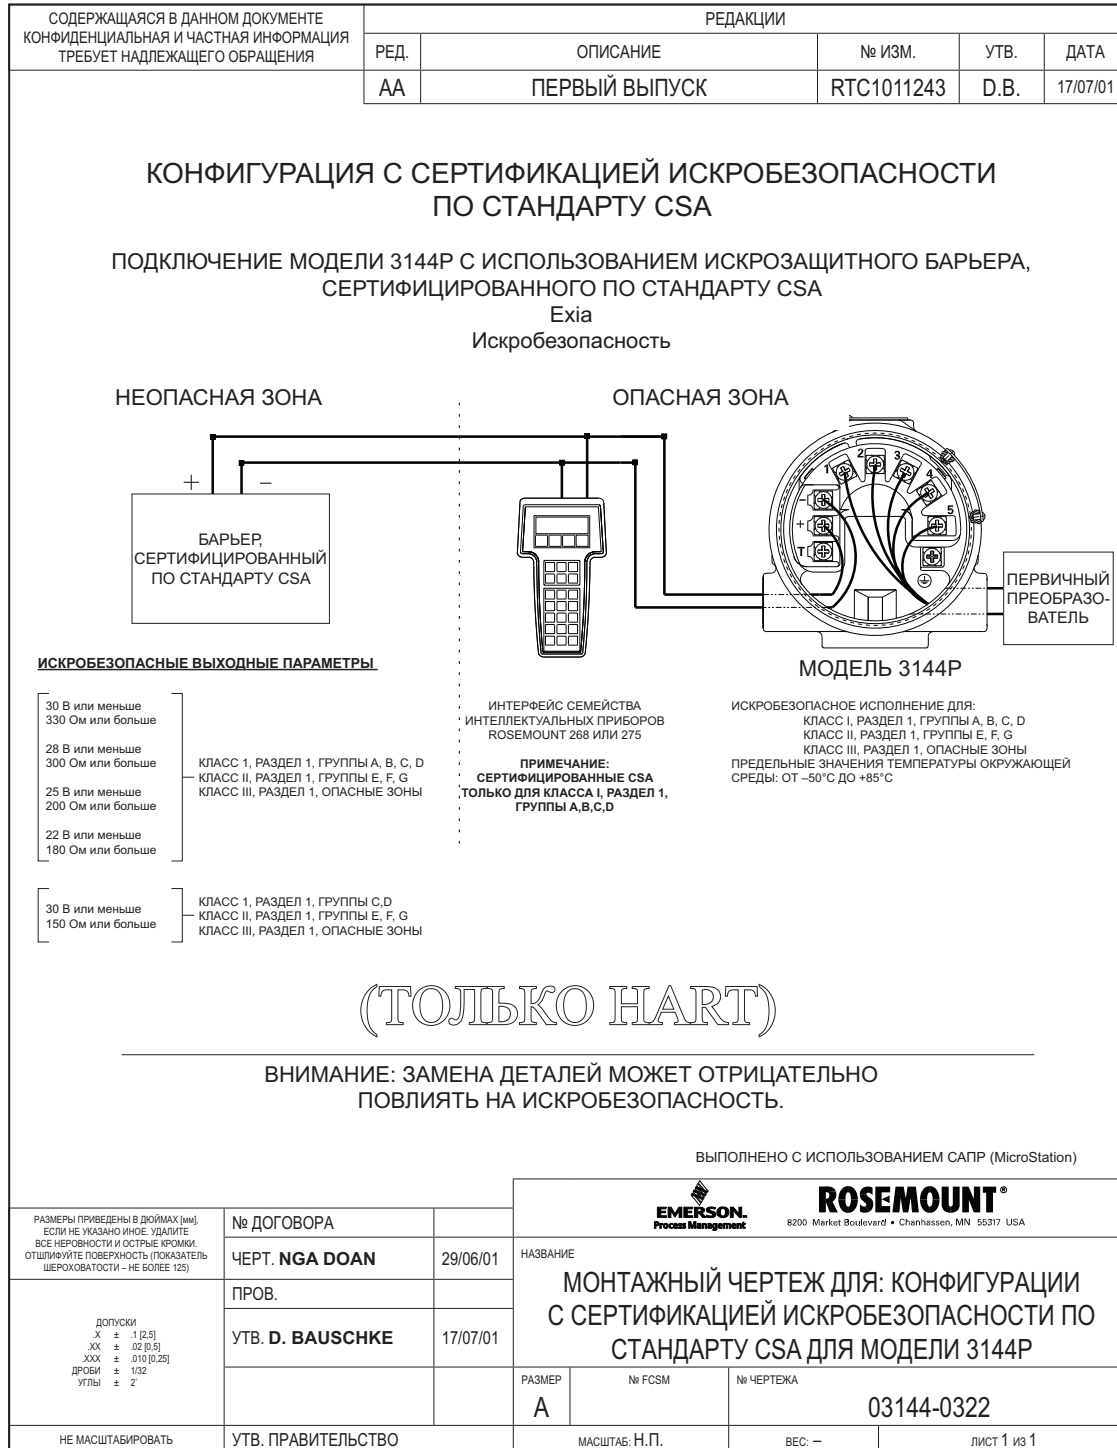 СОДЕРЖАЩАЯСЯ В ДАННОМ ДОКУМЕНТЕ
КОНФИДЕНЦИАЛЬНАЯ И ЧАСТНАЯ ИНФОРМАЦИЯ
ТРЕБУЕТ НАДЛЕЖАЩЕГО ОБРАЩЕНИЯ
РЕДАКЦИИ
РЕД. ОПИСАНИЕ № ИЗМ. УТВ. ДАТА
АА ПЕРВЫЙ ВЫПУСК RTC1011243 D.B. 17/07/01
КОНФИГУРАЦИЯ С СЕРТИФИКАЦИЕЙ ИСКРОБЕЗОПАСНОСТИ
ПО СТАНДАРТУ CSA
ПОДКЛЮЧЕНИЕ МОДЕЛИ 3144P С ИСПОЛЬЗОВАНИЕМ ИСКРОЗАЩИТНОГО БАРЬЕРА,
СЕРТИФИЦИРОВАННОГО ПО СТАНДАРТУ CSA
Exia
Искробезопасность
НЕОПАСНАЯ ЗОНА
ОПАСНАЯ ЗОНА
+ –
БАРЬЕР,
СЕРТИФИЦИРОВАННЫЙ
ПО СТАНДАРТУ CSA
1 2 3 4 5
–
+
T
ПЕРВИЧНЫЙ
ПРЕОБРАЗО-
ВАТЕЛЬ
МОДЕЛЬ 3144P
ИСКРОБЕЗОПАСНЫЕ ВЫХОДНЫЕ ПАРАМЕТРЫ
30 В или меньше
330 Ом или больше
28 В или меньше
300 Ом или больше
25 В или меньше
200 Ом или больше
22 В или меньше
180 Ом или больше
КЛАСС 1, РАЗДЕЛ 1, ГРУППЫ A, B, C, D
КЛАСС II, РАЗДЕЛ 1, ГРУППЫ E, F, G
КЛАСС III, РАЗДЕЛ 1, ОПАСНЫЕ ЗОНЫ
30 В или меньше
150 Ом или больше
КЛАСС 1, РАЗДЕЛ 1, ГРУППЫ C,D
КЛАСС II, РАЗДЕЛ 1, ГРУППЫ E, F, G
КЛАСС III, РАЗДЕЛ 1, ОПАСНЫЕ ЗОНЫ
ИНТЕРФЕЙС СЕМЕЙСТВА
ИНТЕЛЛЕКТУАЛЬНЫХ ПРИБОРОВ
ROSEMOUNT 268 ИЛИ 275
ПРИМЕЧАНИЕ:
СЕРТИФИЦИРОВАННЫЕ CSA
ТОЛЬКО ДЛЯ КЛАССА I, РАЗДЕЛ 1,
ГРУППЫ A,B,C,D
ИСКРОБЕЗОПАСНОЕ ИСПОЛНЕНИЕ ДЛЯ:
КЛАСС I, РАЗДЕЛ 1, ГРУППЫ A, B, C, D
КЛАСС II, РАЗДЕЛ 1, ГРУППЫ E, F, G
КЛАСС III, РАЗДЕЛ 1, ОПАСНЫЕ ЗОНЫ
ПРЕДЕЛЬНЫЕ ЗНАЧЕНИЯ ТЕМПЕРАТУРЫ ОКРУЖАЮЩЕЙ
СРЕДЫ: ОТ –50°C ДО +85°C
(ТОЛЬКО HART)
ВНИМАНИЕ: ЗАМЕНА ДЕТАЛЕЙ МОЖЕТ ОТРИЦАТЕЛЬНО
ПОВЛИЯТЬ НА ИСКРОБЕЗОПАСНОСТЬ.
ВЫПОЛНЕНО С ИСПОЛЬЗОВАНИЕМ САПР (MicroStation)
РАЗМЕРЫ ПРИВЕДЕНЫ В ДЮЙМАХ [мм],
ЕСЛИ НЕ УКАЗАНО ИНОЕ. УДАЛИТЕ
ВСЕ НЕРОВНОСТИ И ОСТРЫЕ КРОМКИ.
ОТШЛИФУЙТЕ ПОВЕРХНОСТЬ (ПОКАЗАТЕЛЬ
ШЕРОХОВАТОСТИ – НЕ БОЛЕЕ 125)
ДОПУСКИ
.X ± .1 [2,5]
.XX ± .02 [0,5]
.XXX ± .010 [0,25]
ДРОБИ ± 1/32
УГЛЫ ± 2°
НЕ МАСШТАБИРОВАТЬ
№ ДОГОВОРА
ЧЕРТ. NGA DOAN 29/06/01
ПРОВ.
УТВ. D. BAUSCHKE 17/07/01
УТВ. ПРАВИТЕЛЬСТВО
EMERSON.
Process Management
ROSEMOUNT®
8200 Market Boulevard • Chanhassen, MN 55317 USA
НАЗВАНИЕ
МОНТАЖНЫЙ ЧЕРТЕЖ ДЛЯ: КОНФИГУРАЦИИ
С СЕРТИФИКАЦИЕЙ ИСКРОБЕЗОПАСНОСТИ ПО
СТАНДАРТУ CSA ДЛЯ МОДЕЛИ 3144P
РАЗМЕР № FCSM № ЧЕРТЕЖА
A 03144-0322
МАСШТАБ: Н.П. ВЕС: – ЛИСТ 1 ИЗ 1